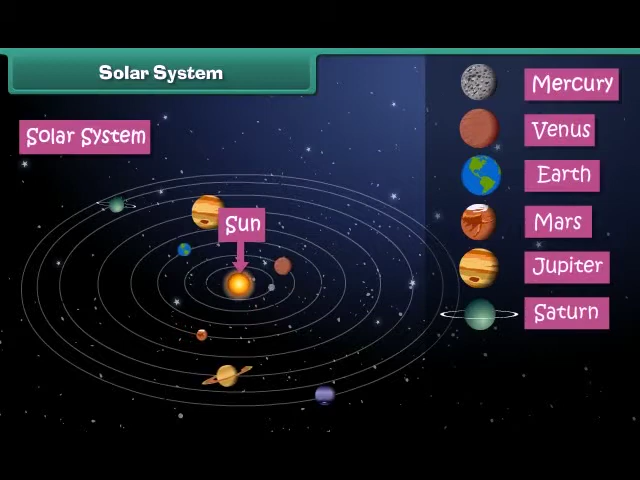 Solar System
Solar System
Sun
Mercury
Venus
Earth
Mars
Jupiter
Saturn